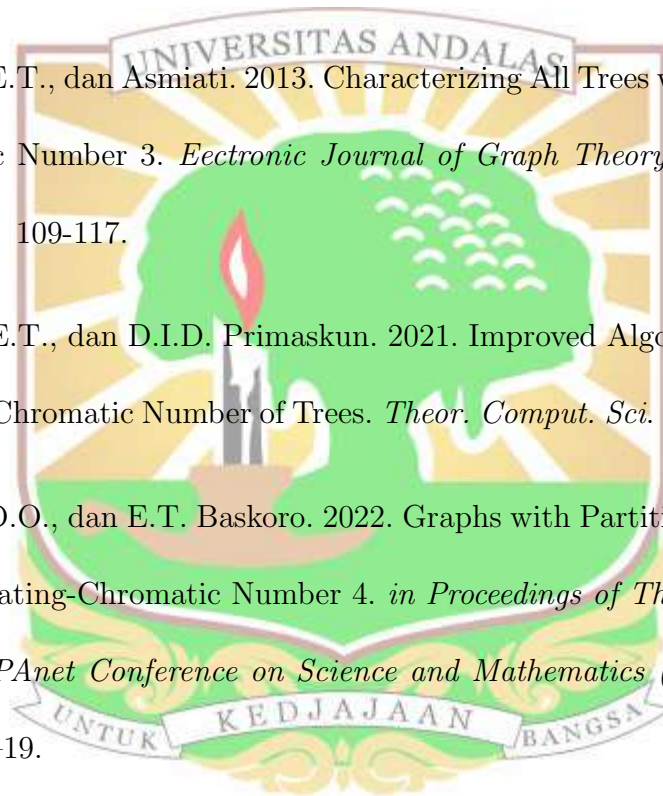 UNIVERSITAS ANDALAS
E.T., dan Asmiati. 2013. Characterizing All Trees
c Number 3. Eectronic Journal of Graph Theory
109-117.
E.T., dan D.I.D. Primaskun. 2021. Improved Algo
Chromatic Number of Trees. Theor. Comput. Sci.
D.O., dan E.T. Baskoro. 2022. Graphs with Partiti
ating-Chromatic Number 4. in Proceedings of Th
PAnet Conference on Science and Mathematics (
-19.
UNTUK KEDJAJAAN BANGSA